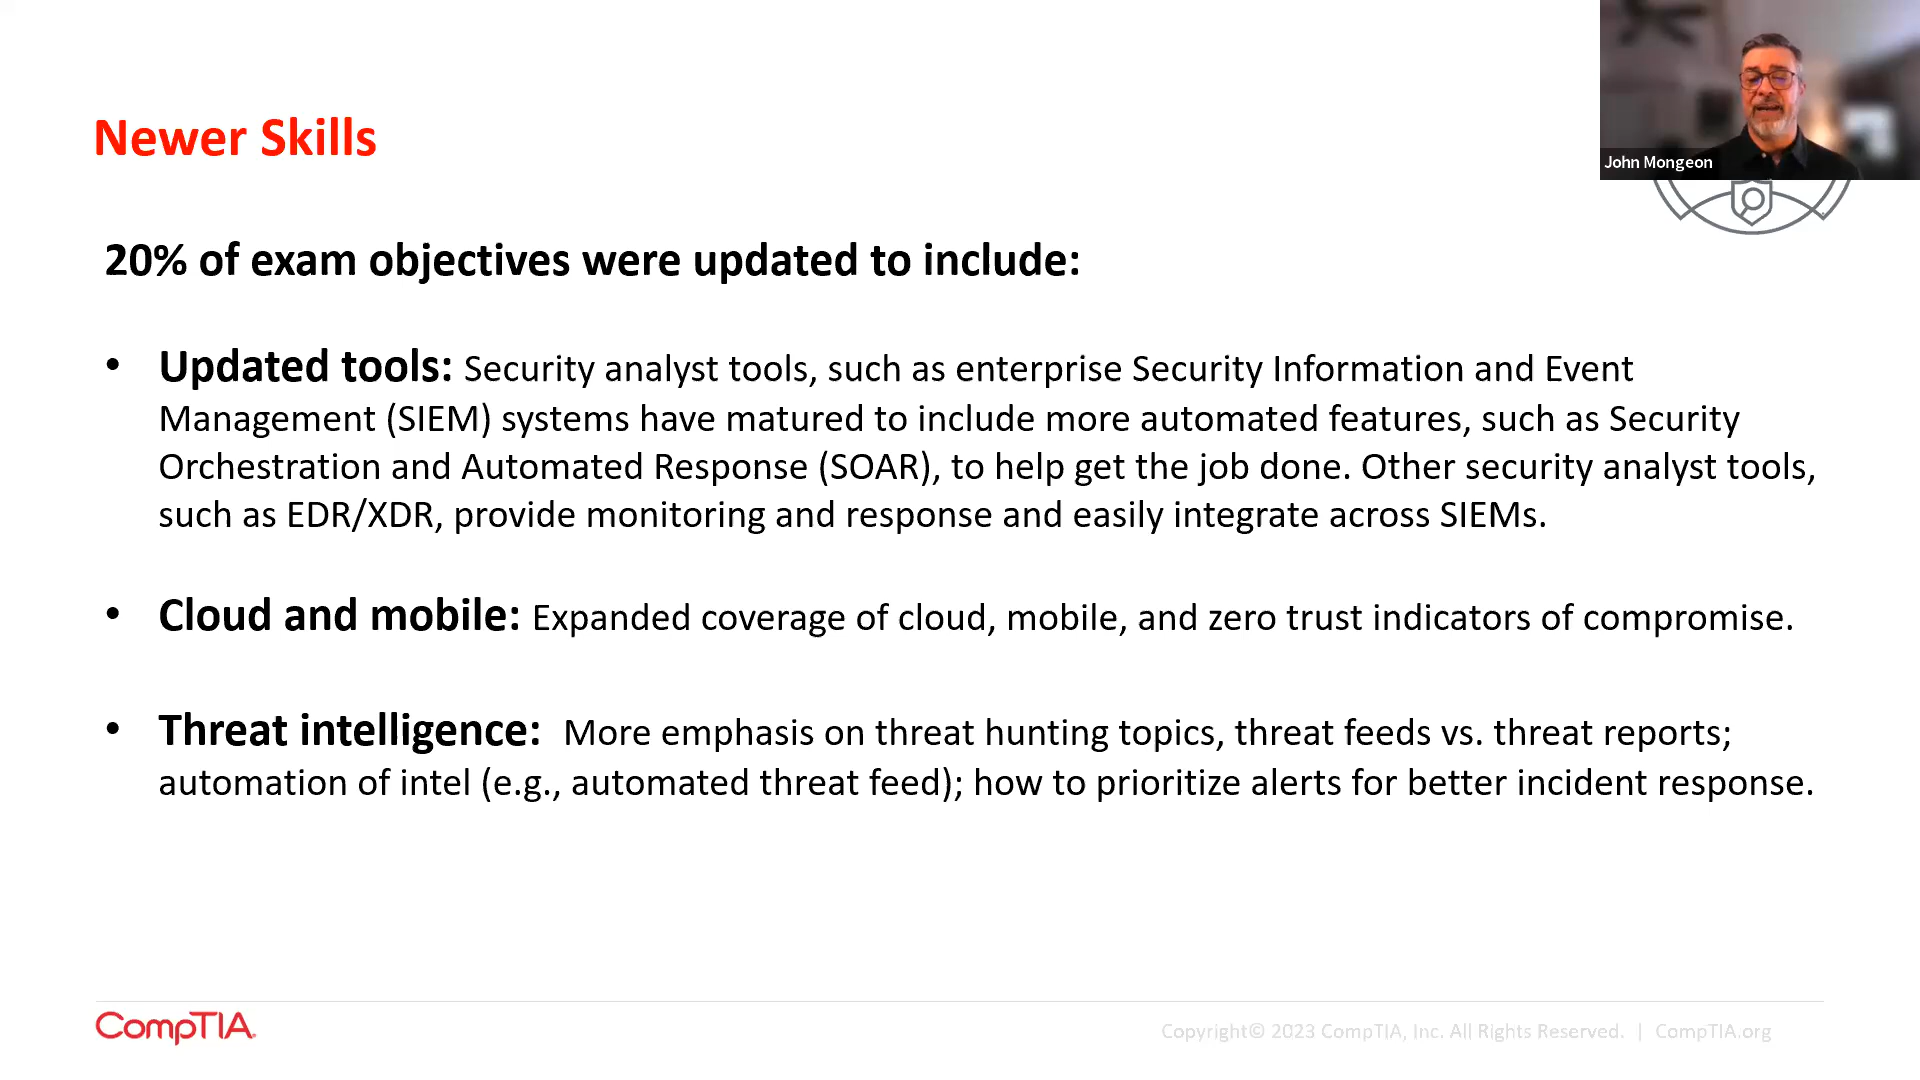 John Mongeon
Newer Skills
20% of exam objectives were updated to include:
• Updated tools: Security analyst tools, such as enterprise Security Information and Event
Management (SIEM) systems have matured to include more automated features, such as Security
Orchestration and Automated Response (SOAR), to help get the job done. Other security analyst tools,
such as EDR/XDR, provide monitoring and response and easily integrate across SIEMs.
• Cloud and mobile: Expanded coverage of cloud, mobile, and zero trust indicators of compromise.
• Threat intelligence: More emphasis on threat hunting topics, threat feeds vs. threat reports;
automation of intel (e.g., automated threat feed); how to prioritize alerts for better incident response.
CompTIA.
Copyright© 2023 CompTIA, Inc. All Rights Reserved. | CompTIA.org